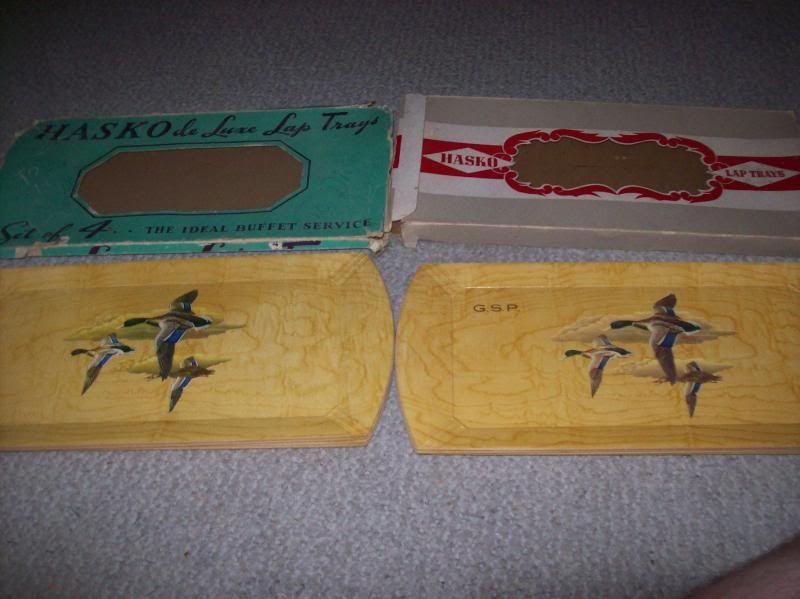 HASKO de Luxe Lap Trays
Set of 4.. THE IDEAL BUFFET SERVICE
HASKO
LAP TRAYS
G.S.P.